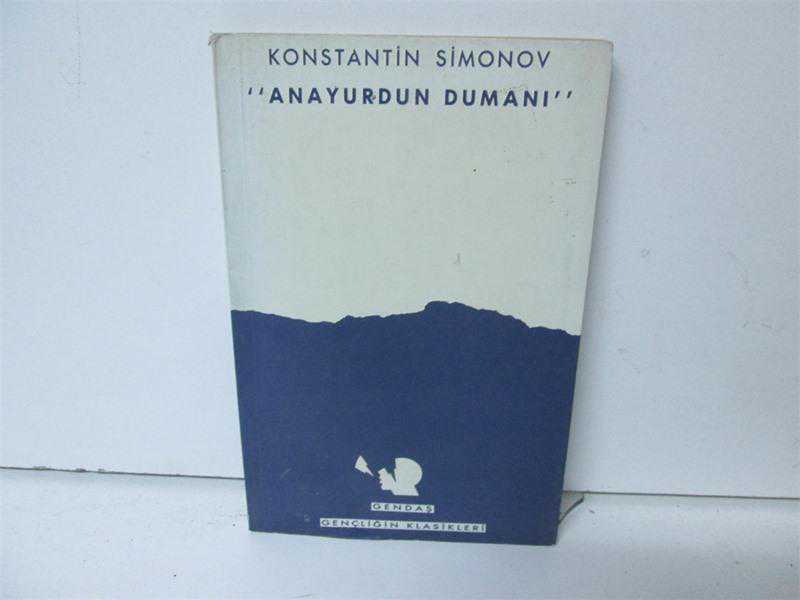 KONSTANTİN SİMONOV
''ANAYURDUN DUMANI''
GENDAŞ
GENÇLİĞİN KLASİKLERİ